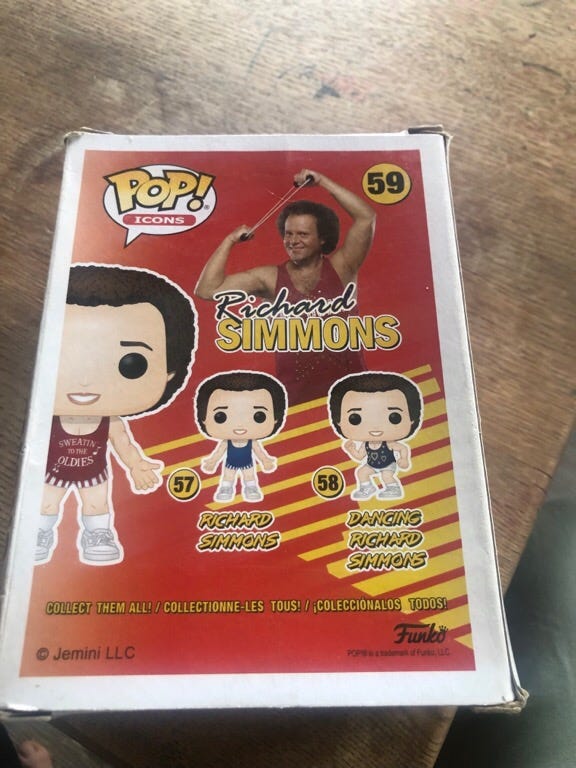 POP!
ICONS
59
Richard
SIMMONS
SWEATIN'
TO THE
OLDIES
57
RICHARD
SIMMONS
58
DANCING
RICHARD
SIMMONS
COLLECT THEM ALL! / COLLECTIONNE-LES TOUS! / ¡COLECCIÓNALOS TODOS!
© Jemini LLC
Funko
POP!® is a trademark of Funko, LLC